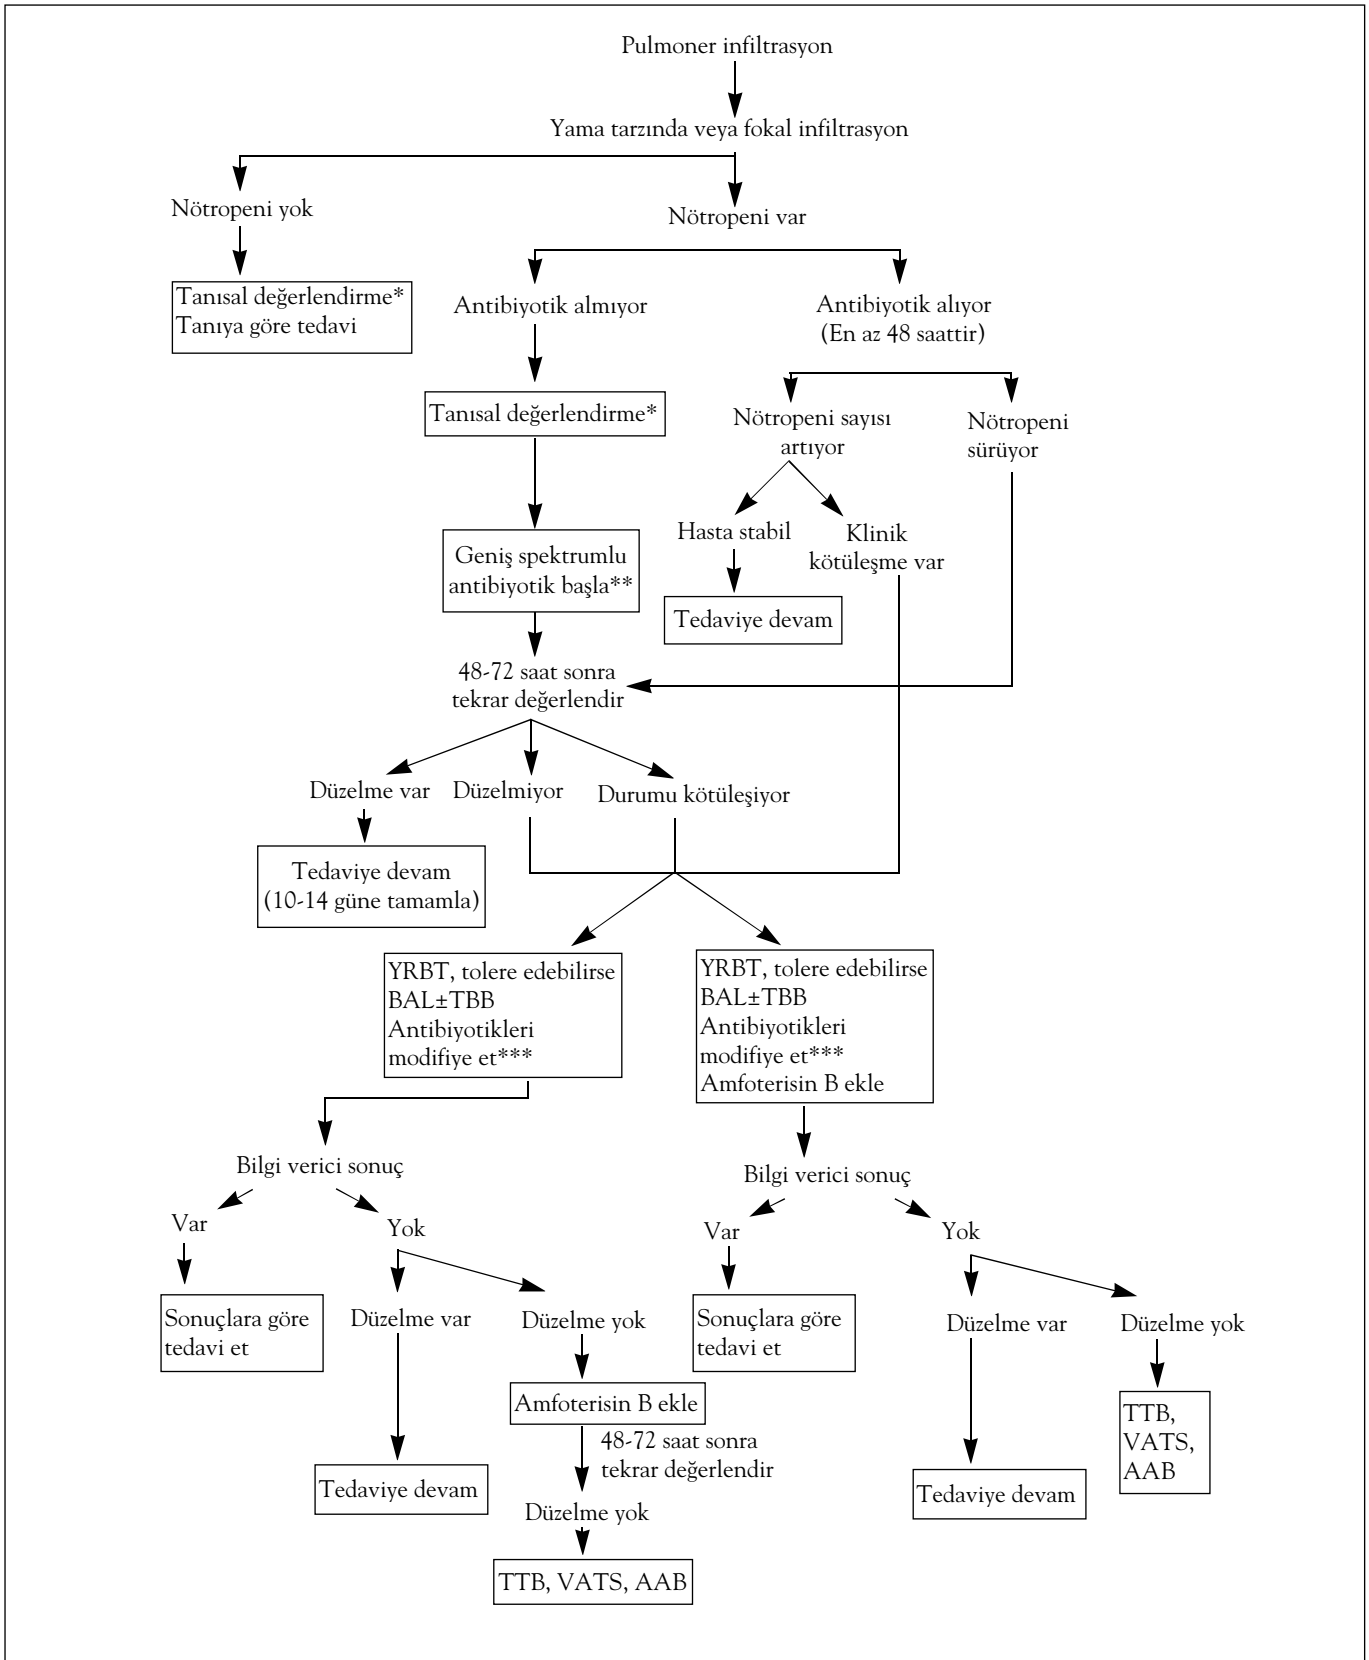 Pulmoner infiltrasyon
Yama tarzında veya fokal infiltrasyon
Nötropeni yok
Nötropeni var
Tanısal değerlendirme*
Tanıya göre tedavi
Antibiyotik almıyor
Antibiyotik alıyor
(En az 48 saattir)
Tanısal değerlendirme*
Nötropeni sayısı
artıyor
Nötropeni
sürüyor
Hasta stabil
Klinik
kötüleşme var
Geniş spektrumlu
antibiyotik başla**
Tedaviye devam
48-72 saat sonra
tekrar değerlendir
Düzelme var
Düzelmiyor
Durumu kötüleşiyor
Tedaviye devam
(10-14 güne tamamla)
YRBT, tolere edebilirse
BAL±TBB
Antibiyotikleri
modifiye et***
YRBT, tolere edebilirse
BAL±TBB
Antibiyotikleri
modifiye et***
Amfoterisin B ekle
Bilgi verici sonuç
Bilgi verici sonuç
Var
Yok
Var
Yok
Sonuçlara göre
tedavi et
Düzelme var
Düzelme yok
Sonuçlara göre
tedavi et
Düzelme var
Düzelme yok
Amfoterisin B ekle
48-72 saat sonra
tekrar değerlendir
TTB,
VATS,
AAB
Tedaviye devam
Düzelme yok
Tedaviye devam
TTB, VATS, AAB